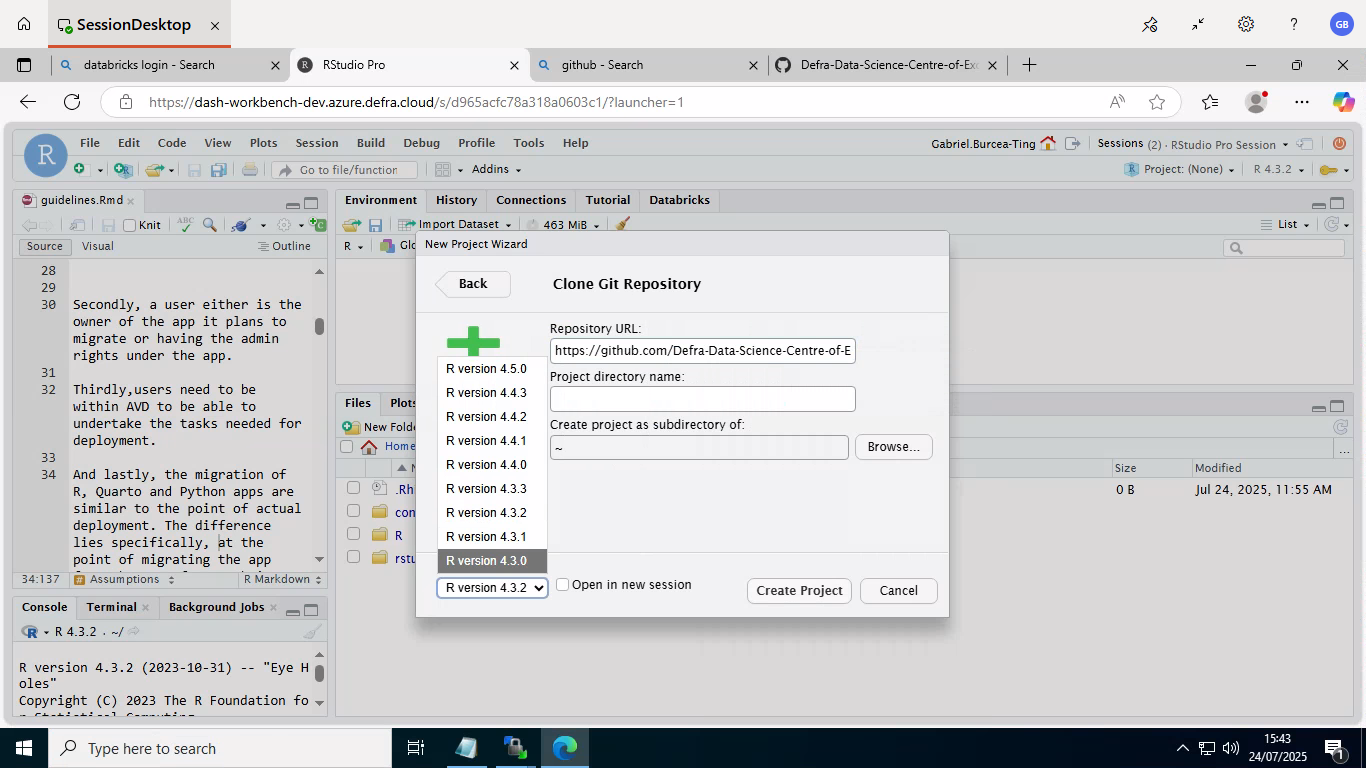 SessionDesktop
GB
databricks login - Search
RStudio Pro
github - Search
Defra-Data-Science-Centre-of-Exc
https://dash-workbench-dev.azure.defra.cloud/s/d965acfc78a318a0603c1/?launcher=1
R
File Edit Code View Plots Session Build Debug Profile Tools Help
Gabriel.Burcea-Ting
Sessions (2)
RStudio Pro Session
Go to file/function
Addins
Project: (None)
R 4.3.2
guidelines.Rmd
Knit
ABC
Source Visual
Outline
28
29
30 Secondly, a user either is the
owner of the app it plans to
migrate or having the admin
rights under the app.
31
32 Thirdly,users need to be
within AVD to be able to
undertake the tasks needed for
deployment.
33
34 And lastly, the migration of
R, Quarto and Python apps are
similar to the point of actual
deployment. The difference
lies specifically, at the
point of migrating the app
34:137 # Assumptions R Markdown
Console Terminal Background Jobs
R 4.3.2 . ~/
R version 4.3.2 (2023-10-31) -- "Eye H
oles"
Copyright (C) 2023 The R Foundation fo
r Statistical Computing
Environment History Connections Tutorial Databricks
Import Dataset
463 MiB
List
R
Glo
New Project Wizard
Back
Clone Git Repository
Repository URL:
https://github.com/Defra-Data-Science-Centre-of-E
Project directory name:
Create project as subdirectory of:
~
Browse...
R version 4.5.0
R version 4.4.3
R version 4.4.2
R version 4.4.1
R version 4.4.0
R version 4.3.3
R version 4.3.2
R version 4.3.1
R version 4.3.0
R version 4.3.2
Open in new session
Create Project
Cancel
Files Plots
New Folde
Home
Size Modified
.Rh
0 B Jul 24, 2025, 11:55 AM
con
R
rstu
Type here to search
15:43
24/07/2025
1